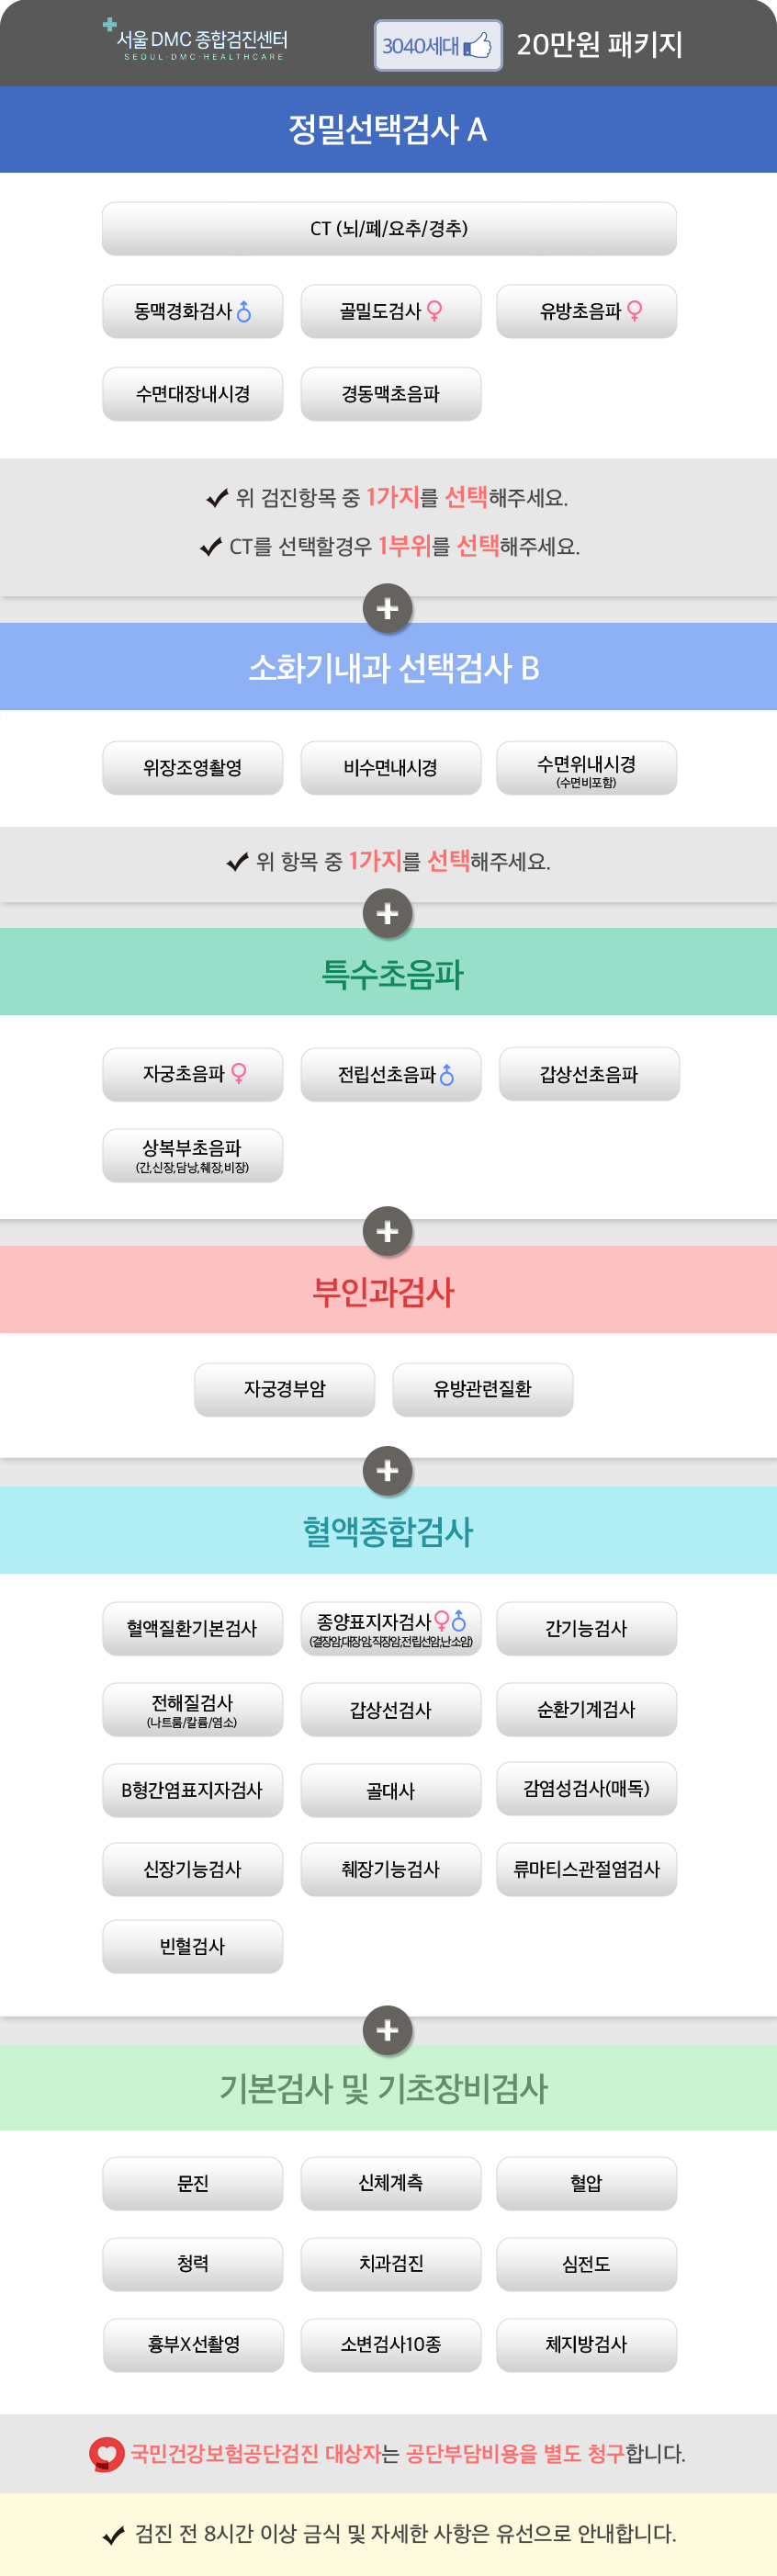 서울 DMC 종합검진센터
SEOUL·DMC·HEALTHCARE
3040세대
20만원 패키지
정밀선택검사 A
CT (뇌/폐/요추/경추)
동맥경화검사
골밀도검사
유방초음파
수면대장내시경
경동맥초음파
위 검진항목 중 1가지를 선택해주세요.
CT를 선택할경우 1부위를 선택해주세요.
소화기내과 선택검사 B
위장조영촬영
비수면내시경
수면위내시경
(수면비포함)
위 항목 중 1가지를 선택해주세요.
특수초음파
자궁초음파
전립선초음파
갑상선초음파
상복부초음파
(간,신장,담낭,췌장,비장)
부인과검사
자궁경부암
유방관련질환
혈액종합검사
혈액질환기본검사
종양표지자검사
(결장암,대장암,직장암,전립선암,난소암)
간기능검사
전해질검사
(나트륨/칼륨/염소)
갑상선검사
순환기계검사
B형간염표지자검사
골대사
감염성검사(매독)
신장기능검사
췌장기능검사
류마티스관절염검사
빈혈검사
기본검사 및 기초장비검사
문진
신체계측
혈압
청력
치과검진
심전도
흉부X선촬영
소변검사10종
체지방검사
국민건강보험공단검진 대상자는 공단부담비용을 별도 청구합니다.
검진 전 8시간 이상 금식 및 자세한 사항은 유선으로 안내합니다.